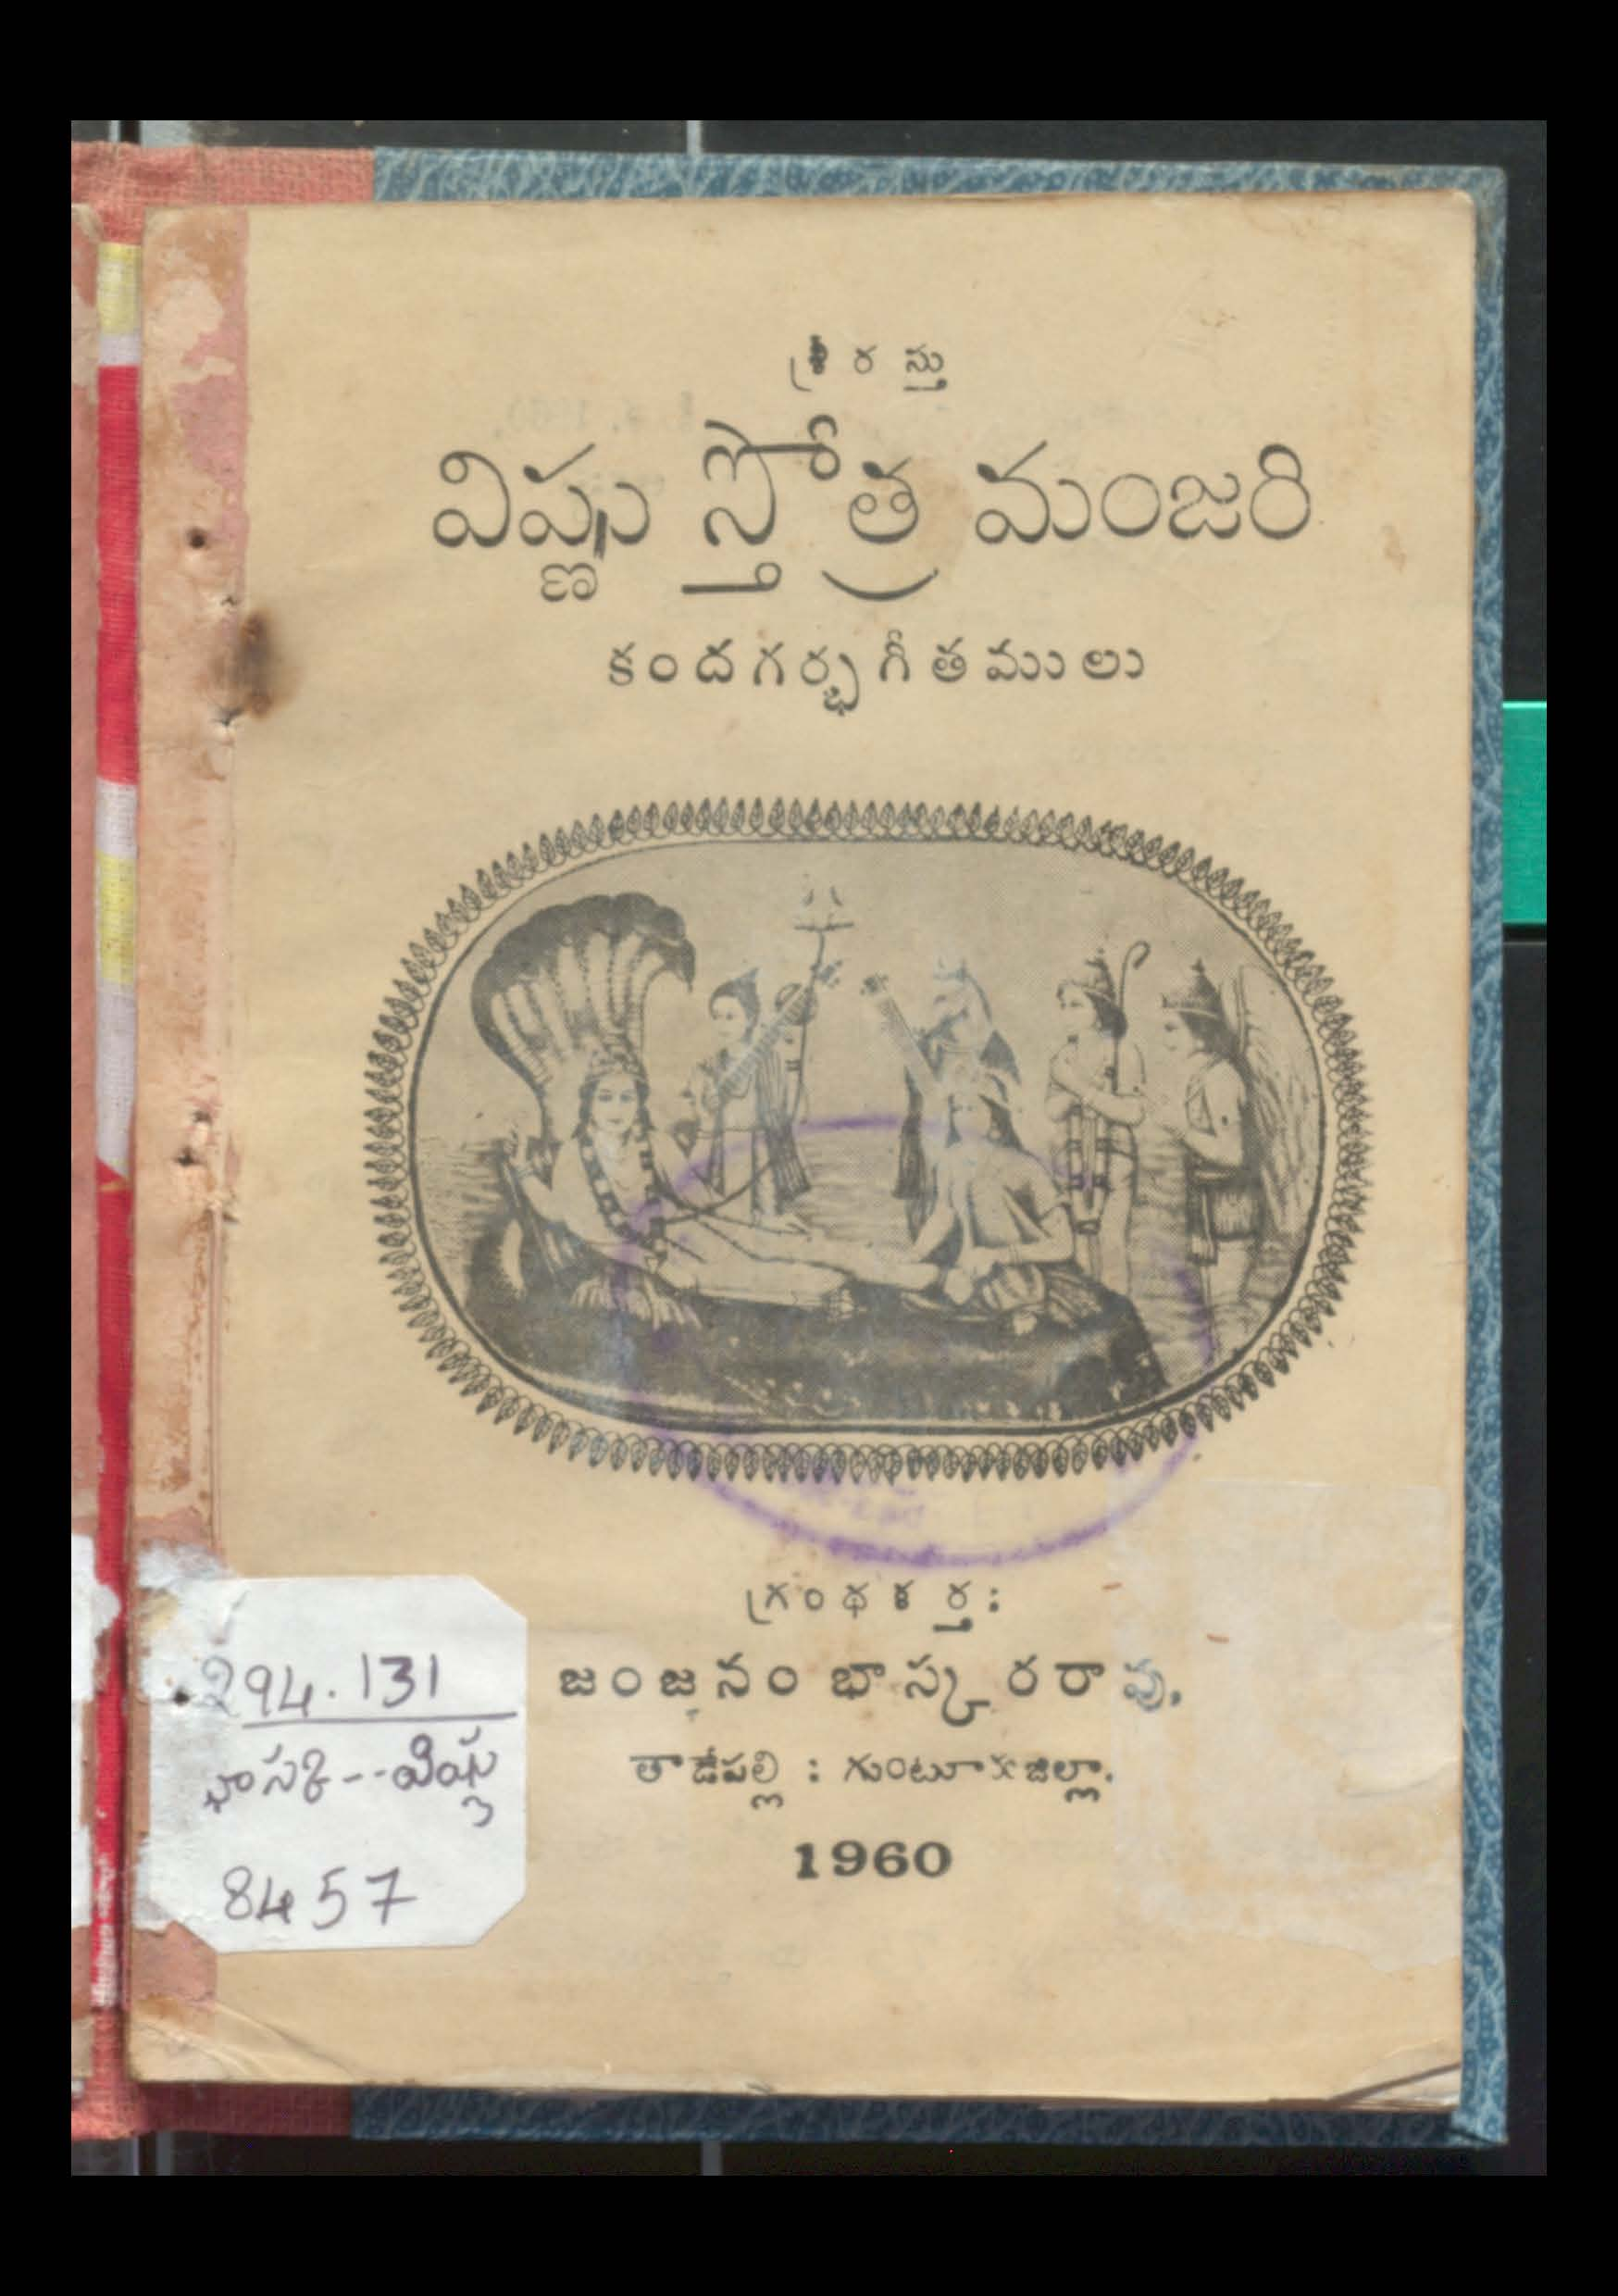 శ్రీరస్తు
విష్ణు స్తోత్ర మంజరి
కందగర్భగీతములు
గ్రంథకర్త:
జంజనం భాస్కరరావు,
తాడేపల్లి : గుంటూరుజిల్లా.
1960
294.131
భాస్క--విష్ణు
8457